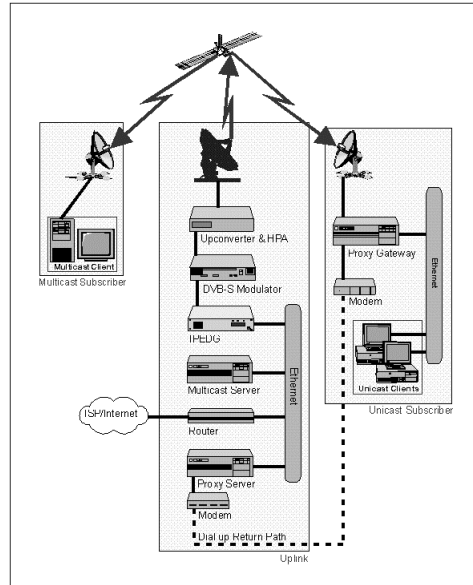 Multicast Client
Multicast Subscriber
Upconverter & HPA
DVB-S Modulator
IPEDG
Multicast Server
Ethernet
ISP/Internet
Router
Proxy Server
Modem
Dial up Return Path
Uplink
Proxy Gateway
Ethernet
Modem
Unicast Clients
Unicast Subscriber